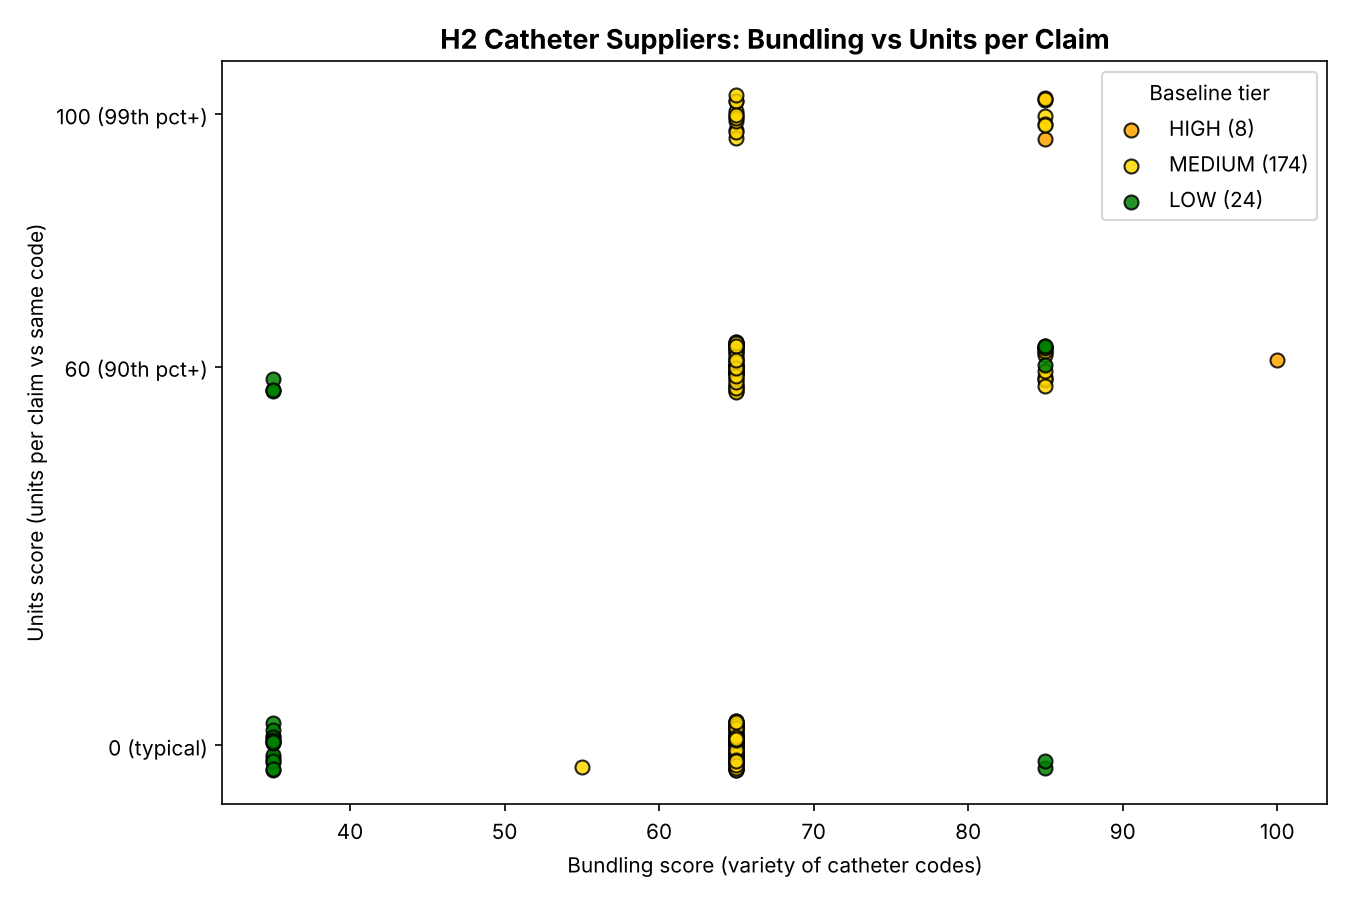 H2 Catheter Suppliers: Bundling vs Units per Claim
Baseline tier
HIGH (8)
MEDIUM (174)
LOW (24)
100 (99th pct+)
60 (90th pct+)
0 (typical)
Units score (units per claim vs same code)
40 50 60 70 80 90 100
Bundling score (variety of catheter codes)